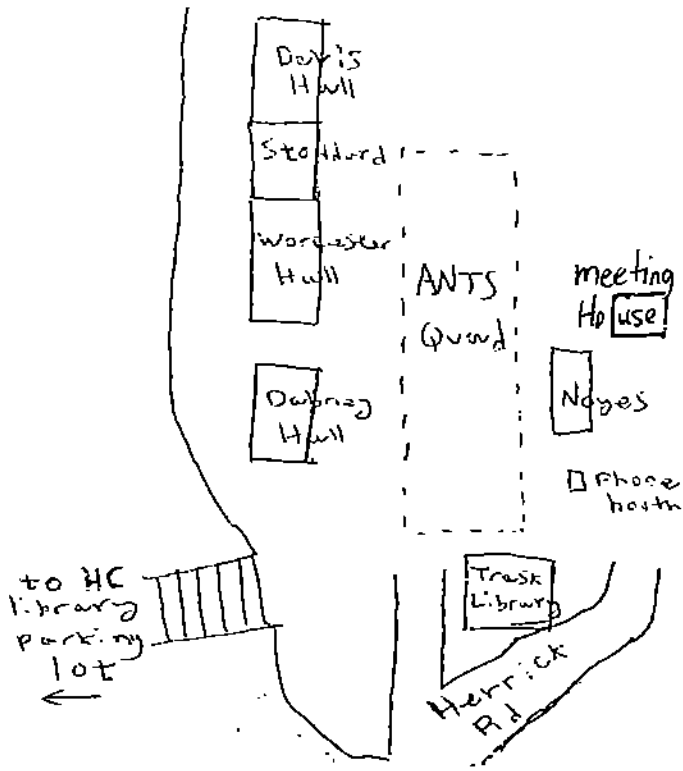 Davis
Hall
Stoddard
Worcester
Hall
ANTS
Quad
meeting
House
Dabney
Hall
Noyes
Phone
booth
to HC
library
parking
lot
Trask
Library
Herrick
Rd